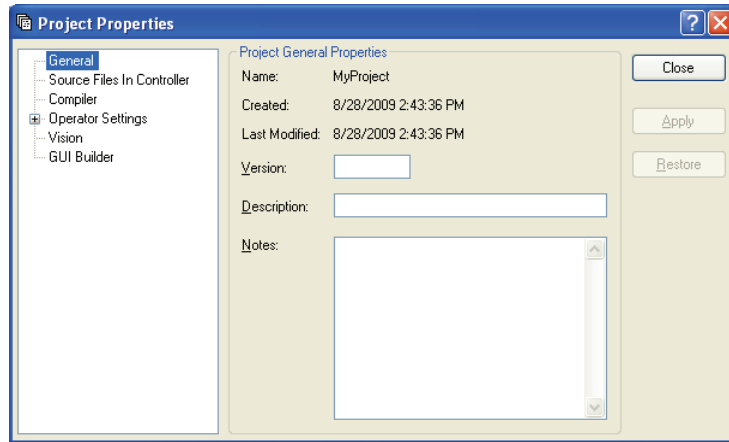 Project Properties
General
Source Files In Controller
Compiler
Operator Settings
Vision
GUI Builder
Project General Properties
Name: MyProject
Created: 8/28/2009 2:43:36 PM
Last Modified: 8/28/2009 2:43:36 PM
Version:
Description:
Notes:
Close
Apply
Restore